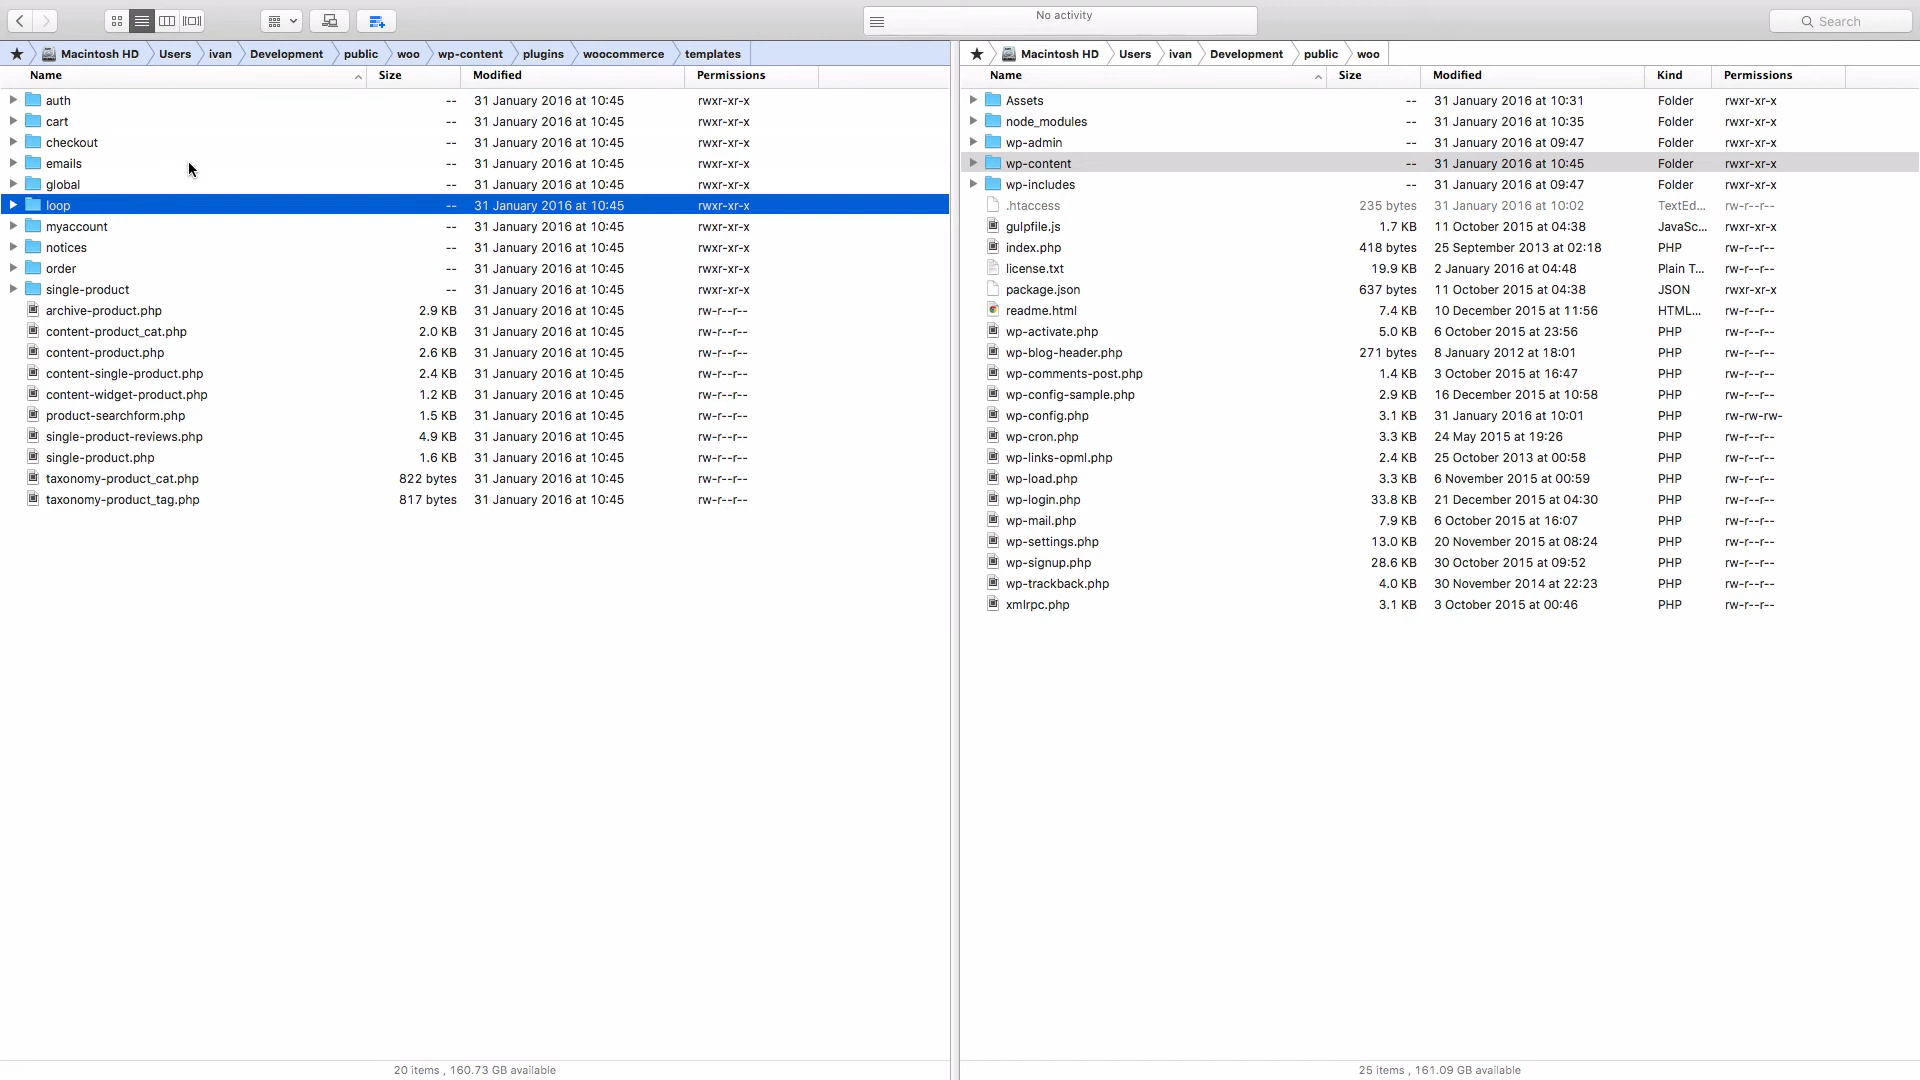 No activity
Search
Macintosh HD Users ivan Development public woo wp-content plugins woocommerce templates
Name Size Modified Permissions
auth -- 31 January 2016 at 10:45 rwxr-xr-x
cart -- 31 January 2016 at 10:45 rwxr-xr-x
checkout -- 31 January 2016 at 10:45 rwxr-xr-x
emails -- 31 January 2016 at 10:45 rwxr-xr-x
global -- 31 January 2016 at 10:45 rwxr-xr-x
loop -- 31 January 2016 at 10:45 rwxr-xr-x
myaccount -- 31 January 2016 at 10:45 rwxr-xr-x
notices -- 31 January 2016 at 10:45 rwxr-xr-x
order -- 31 January 2016 at 10:45 rwxr-xr-x
single-product -- 31 January 2016 at 10:45 rwxr-xr-x
archive-product.php 2.9 KB 31 January 2016 at 10:45 rw-r--r--
content-product_cat.php 2.0 KB 31 January 2016 at 10:45 rw-r--r--
content-product.php 2.6 KB 31 January 2016 at 10:45 rw-r--r--
content-single-product.php 2.4 KB 31 January 2016 at 10:45 rw-r--r--
content-widget-product.php 1.2 KB 31 January 2016 at 10:45 rw-r--r--
product-searchform.php 1.5 KB 31 January 2016 at 10:45 rw-r--r--
single-product-reviews.php 4.9 KB 31 January 2016 at 10:45 rw-r--r--
single-product.php 1.6 KB 31 January 2016 at 10:45 rw-r--r--
taxonomy-product_cat.php 822 bytes 31 January 2016 at 10:45 rw-r--r--
taxonomy-product_tag.php 817 bytes 31 January 2016 at 10:45 rw-r--r--
20 items , 160.73 GB available
Macintosh HD Users ivan Development public woo
Name Size Modified Kind Permissions
Assets -- 31 January 2016 at 10:31 Folder rwxr-xr-x
node_modules -- 31 January 2016 at 10:35 Folder rwxr-xr-x
wp-admin -- 31 January 2016 at 09:47 Folder rwxr-xr-x
wp-content -- 31 January 2016 at 10:45 Folder rwxr-xr-x
wp-includes -- 31 January 2016 at 09:47 Folder rwxr-xr-x
.htaccess 235 bytes 31 January 2016 at 10:02 TextEd... rw-r--r--
gulpfile.js 1.7 KB 11 October 2015 at 04:38 JavaSc... rwxr-xr-x
index.php 418 bytes 25 September 2013 at 02:18 PHP rw-r--r--
license.txt 19.9 KB 2 January 2016 at 04:48 Plain T... rw-r--r--
package.json 637 bytes 11 October 2015 at 04:38 JSON rwxr-xr-x
readme.html 7.4 KB 10 December 2015 at 11:56 HTML... rw-r--r--
wp-activate.php 5.0 KB 6 October 2015 at 23:56 PHP rw-r--r--
wp-blog-header.php 271 bytes 8 January 2012 at 18:01 PHP rw-r--r--
wp-comments-post.php 1.4 KB 3 October 2015 at 16:47 PHP rw-r--r--
wp-config-sample.php 2.9 KB 16 December 2015 at 10:58 PHP rw-r--r--
wp-config.php 3.1 KB 31 January 2016 at 10:01 PHP rw-rw-rw-
wp-cron.php 3.3 KB 24 May 2015 at 19:26 PHP rw-r--r--
wp-links-opml.php 2.4 KB 25 October 2013 at 00:58 PHP rw-r--r--
wp-load.php 3.3 KB 6 November 2015 at 00:59 PHP rw-r--r--
wp-login.php 33.8 KB 21 December 2015 at 04:30 PHP rw-r--r--
wp-mail.php 7.9 KB 6 October 2015 at 16:07 PHP rw-r--r--
wp-settings.php 13.0 KB 20 November 2015 at 08:24 PHP rw-r--r--
wp-signup.php 28.6 KB 30 October 2015 at 09:52 PHP rw-r--r--
wp-trackback.php 4.0 KB 30 November 2014 at 22:23 PHP rw-r--r--
xmlrpc.php 3.1 KB 3 October 2015 at 00:46 PHP rw-r--r--
25 items , 161.09 GB available